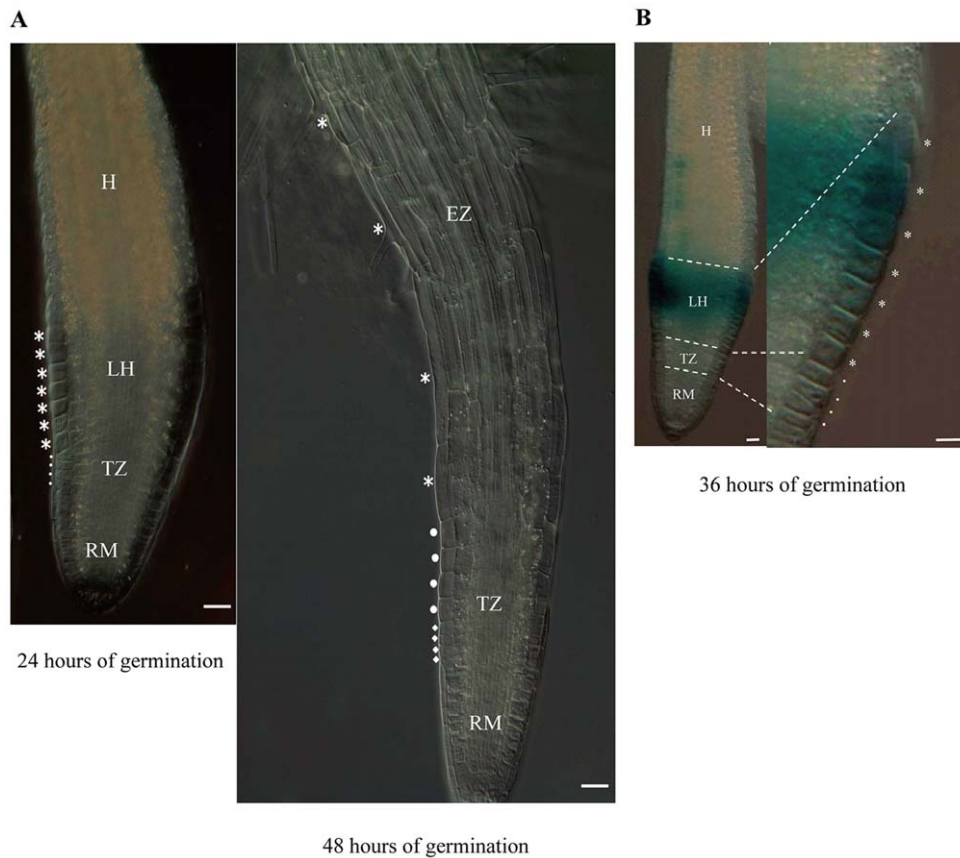 A
H
LH
TZ
RM
24 hours of germination
EZ
TZ
RM
48 hours of germination
B
H
LH
TZ
RM
36 hours of germination